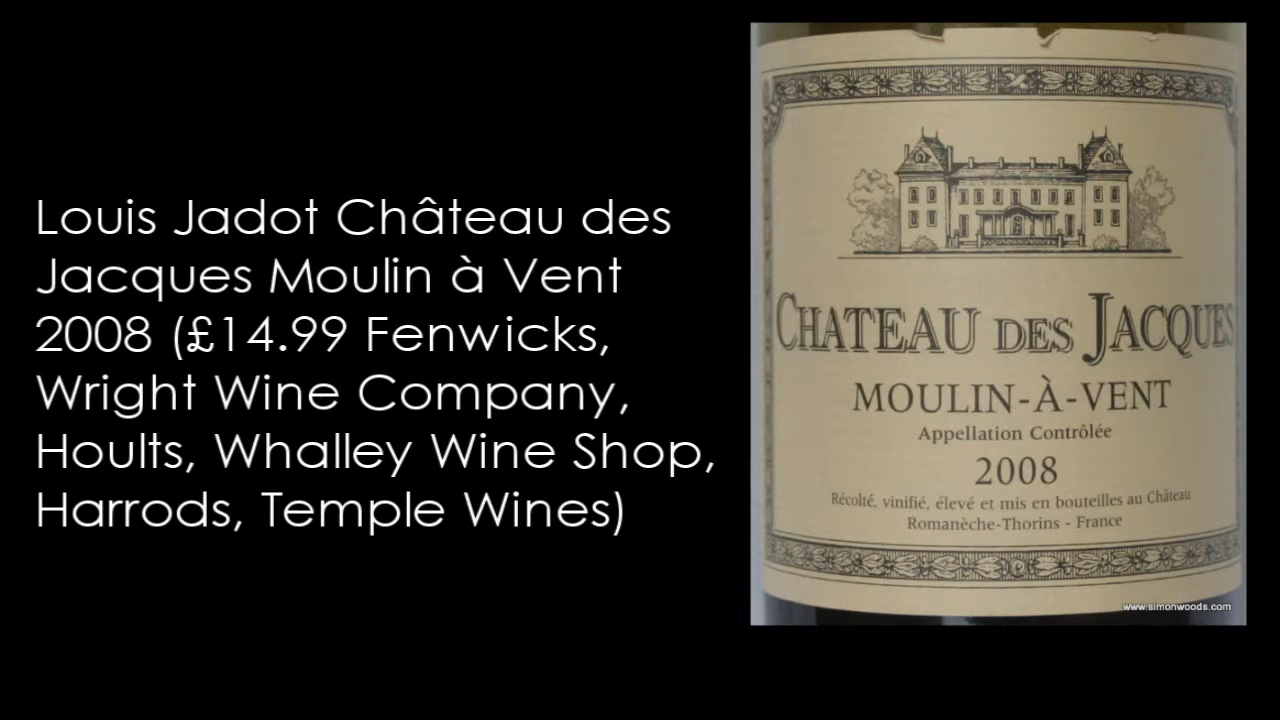 Louis Jadot Château des
Jacques Moulin à Vent
2008 (£14.99 Fenwicks,
Wright Wine Company,
Hoults, Whalley Wine Shop,
Harrods, Temple Wines)
CHATEAU DES JACQUES
MOULIN-À-VENT
Appellation Contrôlée
2008
Récolté, vinifié, élevé et mis en bouteilles au Château
Romanèche-Thorins - France
www.simonwoods.com